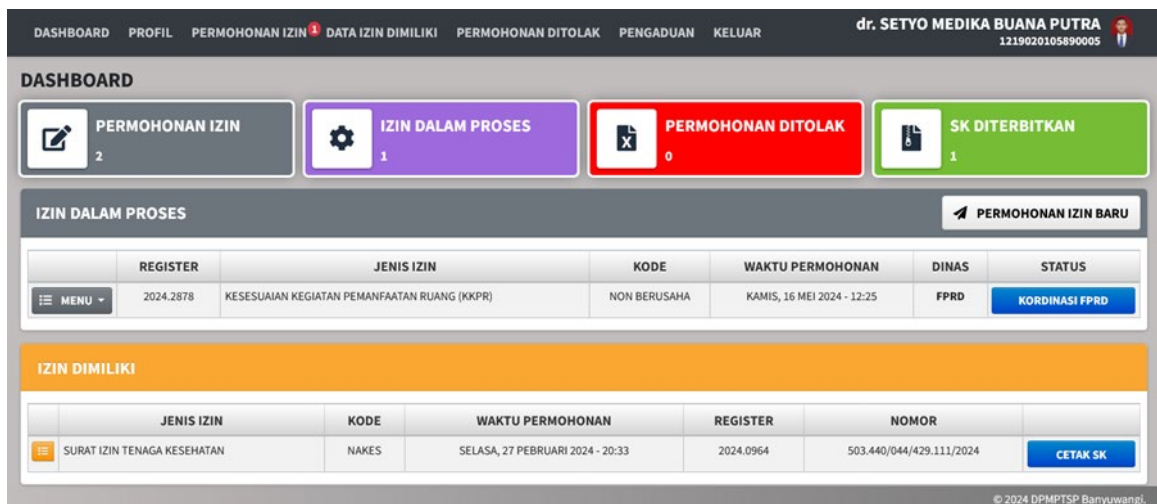 DASHBOARD PROFIL PERMOHONAN IZIN 1 DATA IZIN DIMILIKI PERMOHONAN DITOLAK PENGADUAN KELUAR dr. SETYO MEDIKA BUANA PUTRA
1219020105890005
DASHBOARD
PERMOHONAN IZIN
2
IZIN DALAM PROSES
1
PERMOHONAN DITOLAK
0
SK DITERBITKAN
1
IZIN DALAM PROSES PERMOHONAN IZIN BARU
REGISTER JENIS IZIN KODE WAKTU PERMOHONAN DINAS STATUS
MENU 2024.2878 KESESUAIAN KEGIATAN PEMANFAATAN RUANG (KKPR) NON BERUSAHA KAMIS, 16 MEI 2024 - 12:25 FPRD KORDINASI FPRD
IZIN DIMILIKI
JENIS IZIN KODE WAKTU PERMOHONAN REGISTER NOMOR
SURAT IZIN TENAGA KESEHATAN NAKES SELASA, 27 PEBRUARI 2024 - 20:33 2024.0964 503.440/044/429.111/2024 CETAK SK
© 2024 DPMPTSP Banyuwangi.